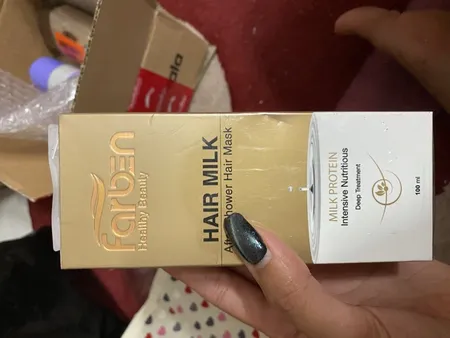 farben
Healthy Beauty
HAIR MILK
After Shower Hair Mask
MILK PROTEIN
Intensive Nutritious
Deep Treatment
100 ml